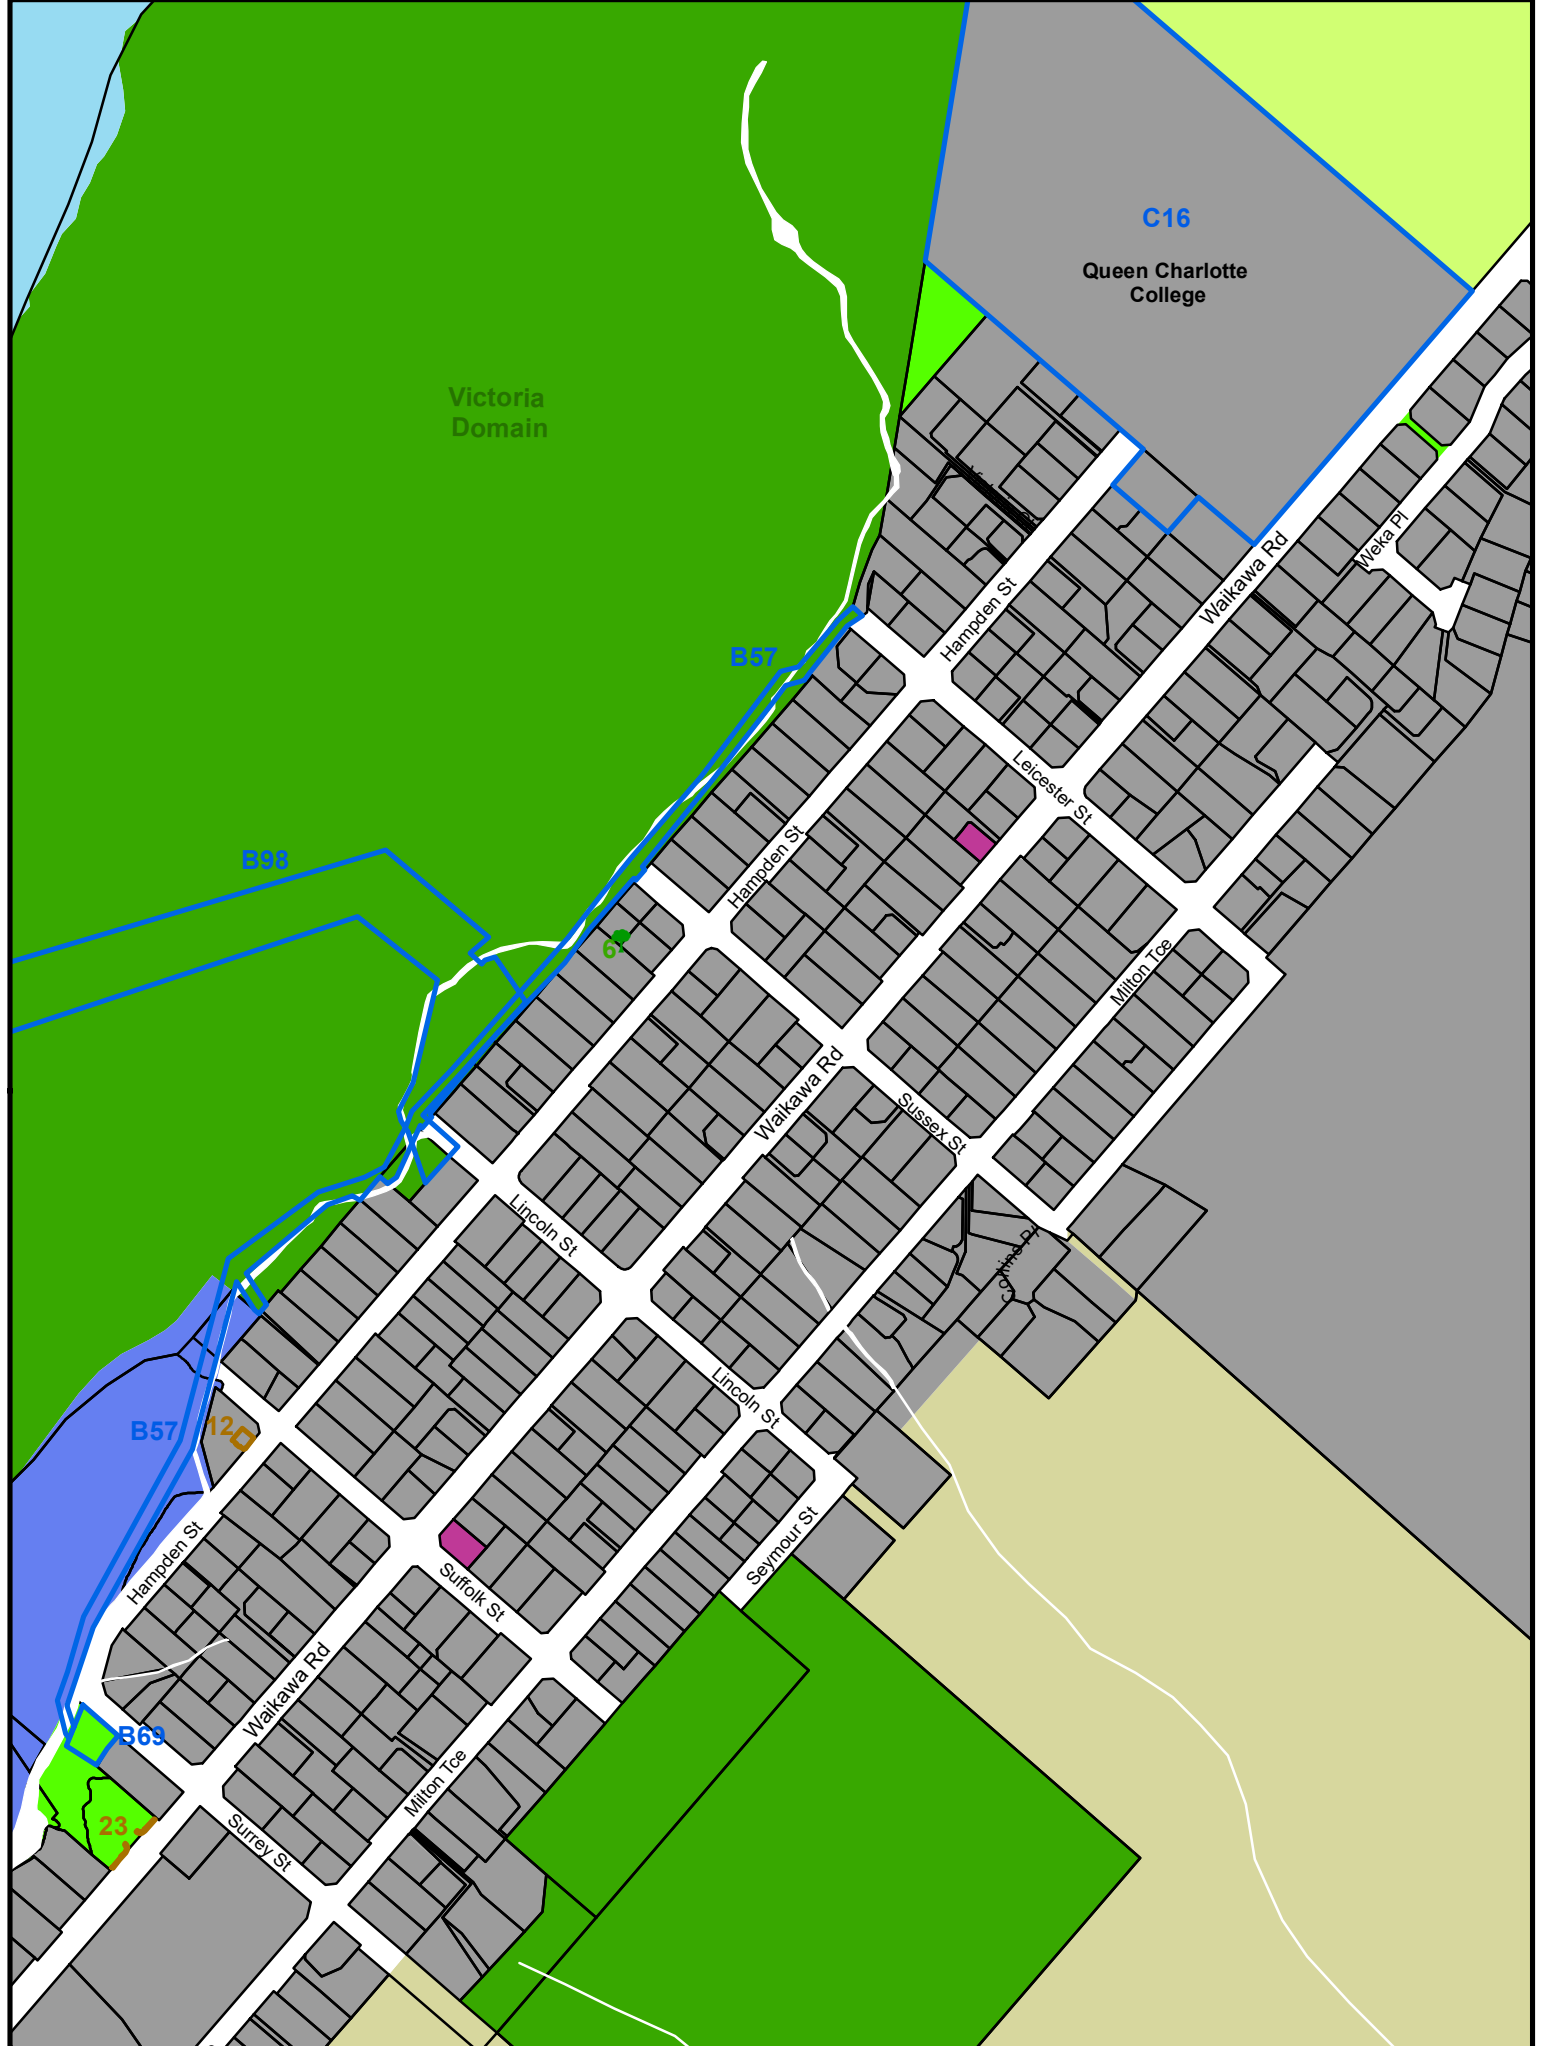 C16
Queen Charlotte
College
Victoria
Domain
Weka Pl
Waikawa Rd
Hampden St
B57
Leicester St
Hampden St
B98
6
Milton Tce
Waikawa Rd
Sussex St
Lincoln St
Collins Pl
Lincoln St
12
B57
Seymour St
Hampden St
Suffolk St
Waikawa Rd
B69
Milton Tce
23
Surrey St